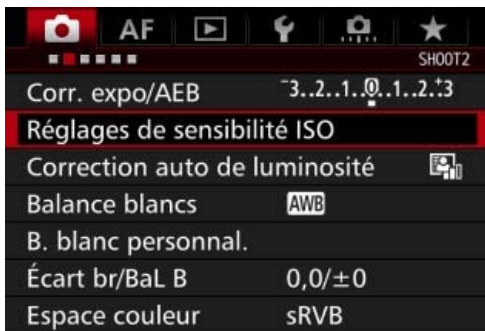 AF
SHOOT2
Corr. expo/AEB ⁻3..2..1..0..1..2..⁺3
Réglages de sensibilité ISO
Correction auto de luminosité
Balance blancs AWB
B. blanc personnal.
Écart br/BaL B 0,0/±0
Espace couleur sRVB